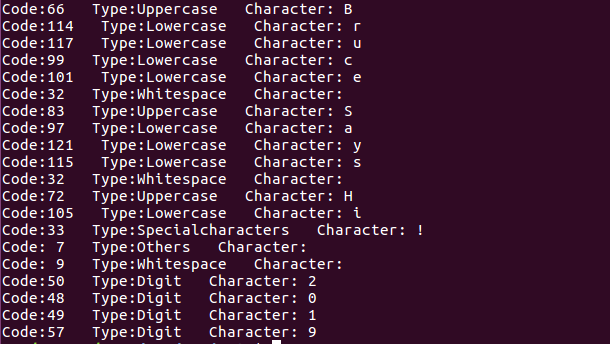 Code:66   Type:Uppercase   Character: B
Code:114   Type:Lowercase   Character: r
Code:117   Type:Lowercase   Character: u
Code:99   Type:Lowercase   Character: c
Code:101   Type:Lowercase   Character: e
Code:32   Type:Whitespace   Character:
Code:83   Type:Uppercase   Character: S
Code:97   Type:Lowercase   Character: a
Code:121   Type:Lowercase   Character: y
Code:115   Type:Lowercase   Character: s
Code:32   Type:Whitespace   Character:
Code:72   Type:Uppercase   Character: H
Code:105   Type:Lowercase   Character: i
Code:33   Type:Specialcharacters   Character: !
Code: 7   Type:Others   Character:
Code: 9   Type:Whitespace   Character:
Code:50   Type:Digit   Character: 2
Code:48   Type:Digit   Character: 0
Code:49   Type:Digit   Character: 1
Code:57   Type:Digit   Character: 9